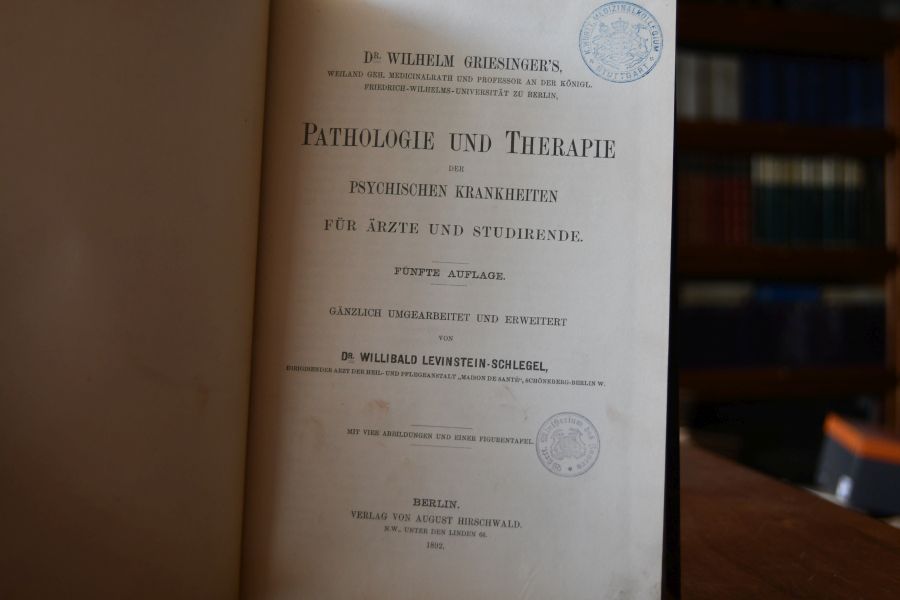 DR. WILHELM GRIESINGER'S,
WEILAND GEH. MEDICINALRATH UND PROFESSOR AN DER KÖNIGL.
FRIEDRICH-WILHELMS-UNIVERSITÄT ZU BERLIN,
PATHOLOGIE UND THERAPIE
DER
PSYCHISCHEN KRANKHEITEN
FÜR ÄRZTE UND STUDIRENDE.
FÜNFTE AUFLAGE.
GÄNZLICH UMGEARBEITET UND ERWEITERT
VON
DR. WILLIBALD LEVINSTEIN-SCHLEGEL,
DIRIGIRENDER ARZT DER HEIL- UND PFLEGEANSTALT „MAISON DE SANTÉ", SCHÖNEBERG-BERLIN W.
MIT VIER ABBILDUNGEN UND EINER FIGURENTAFEL.
BERLIN.
VERLAG VON AUGUST HIRSCHWALD.
N.W., UNTER DEN LINDEN 68.
1892.
MEDIZINALKOLLEGIUM
STUTTGART